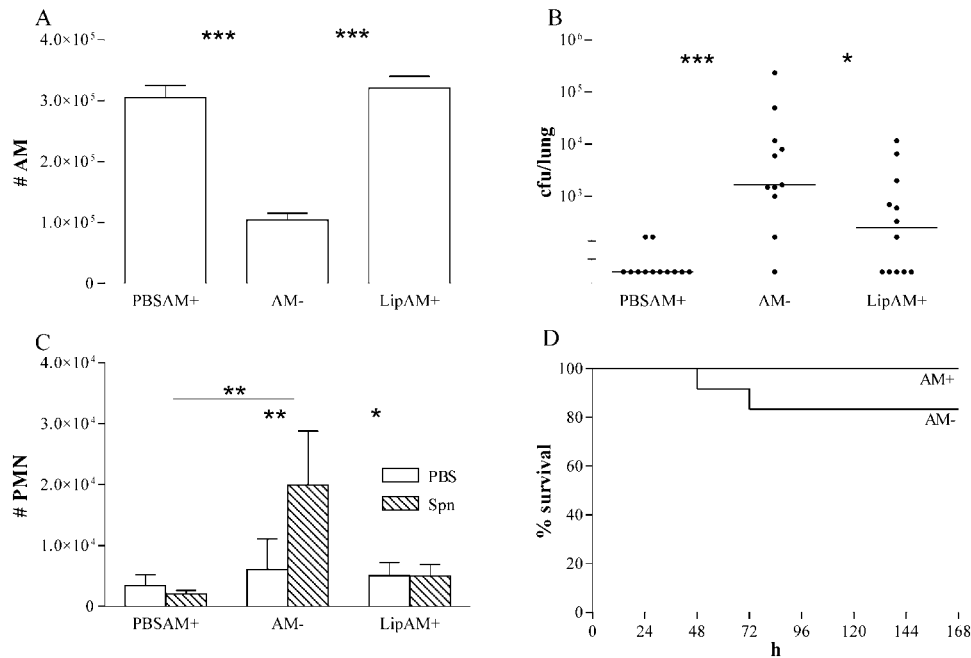 A
4.0×10⁵
3.0×10⁵
2.0×10⁵
1.0×10⁵
0
# AM
*** ***
PBSAM+ AM- LipAM+
B
10⁶
10⁵
10⁴
10³
cfu/lung
*** *
PBSAM+ AM- LipAM+
C
4.0×10⁴
3.0×10⁴
2.0×10⁴
1.0×10⁴
0
# PMN
**
** *
PBS
Spn
PBSAM+ AM- LipAM+
D
100
80
60
40
20
0
% survival
AM+
AM-
0 24 48 72 96 120 144 168
h